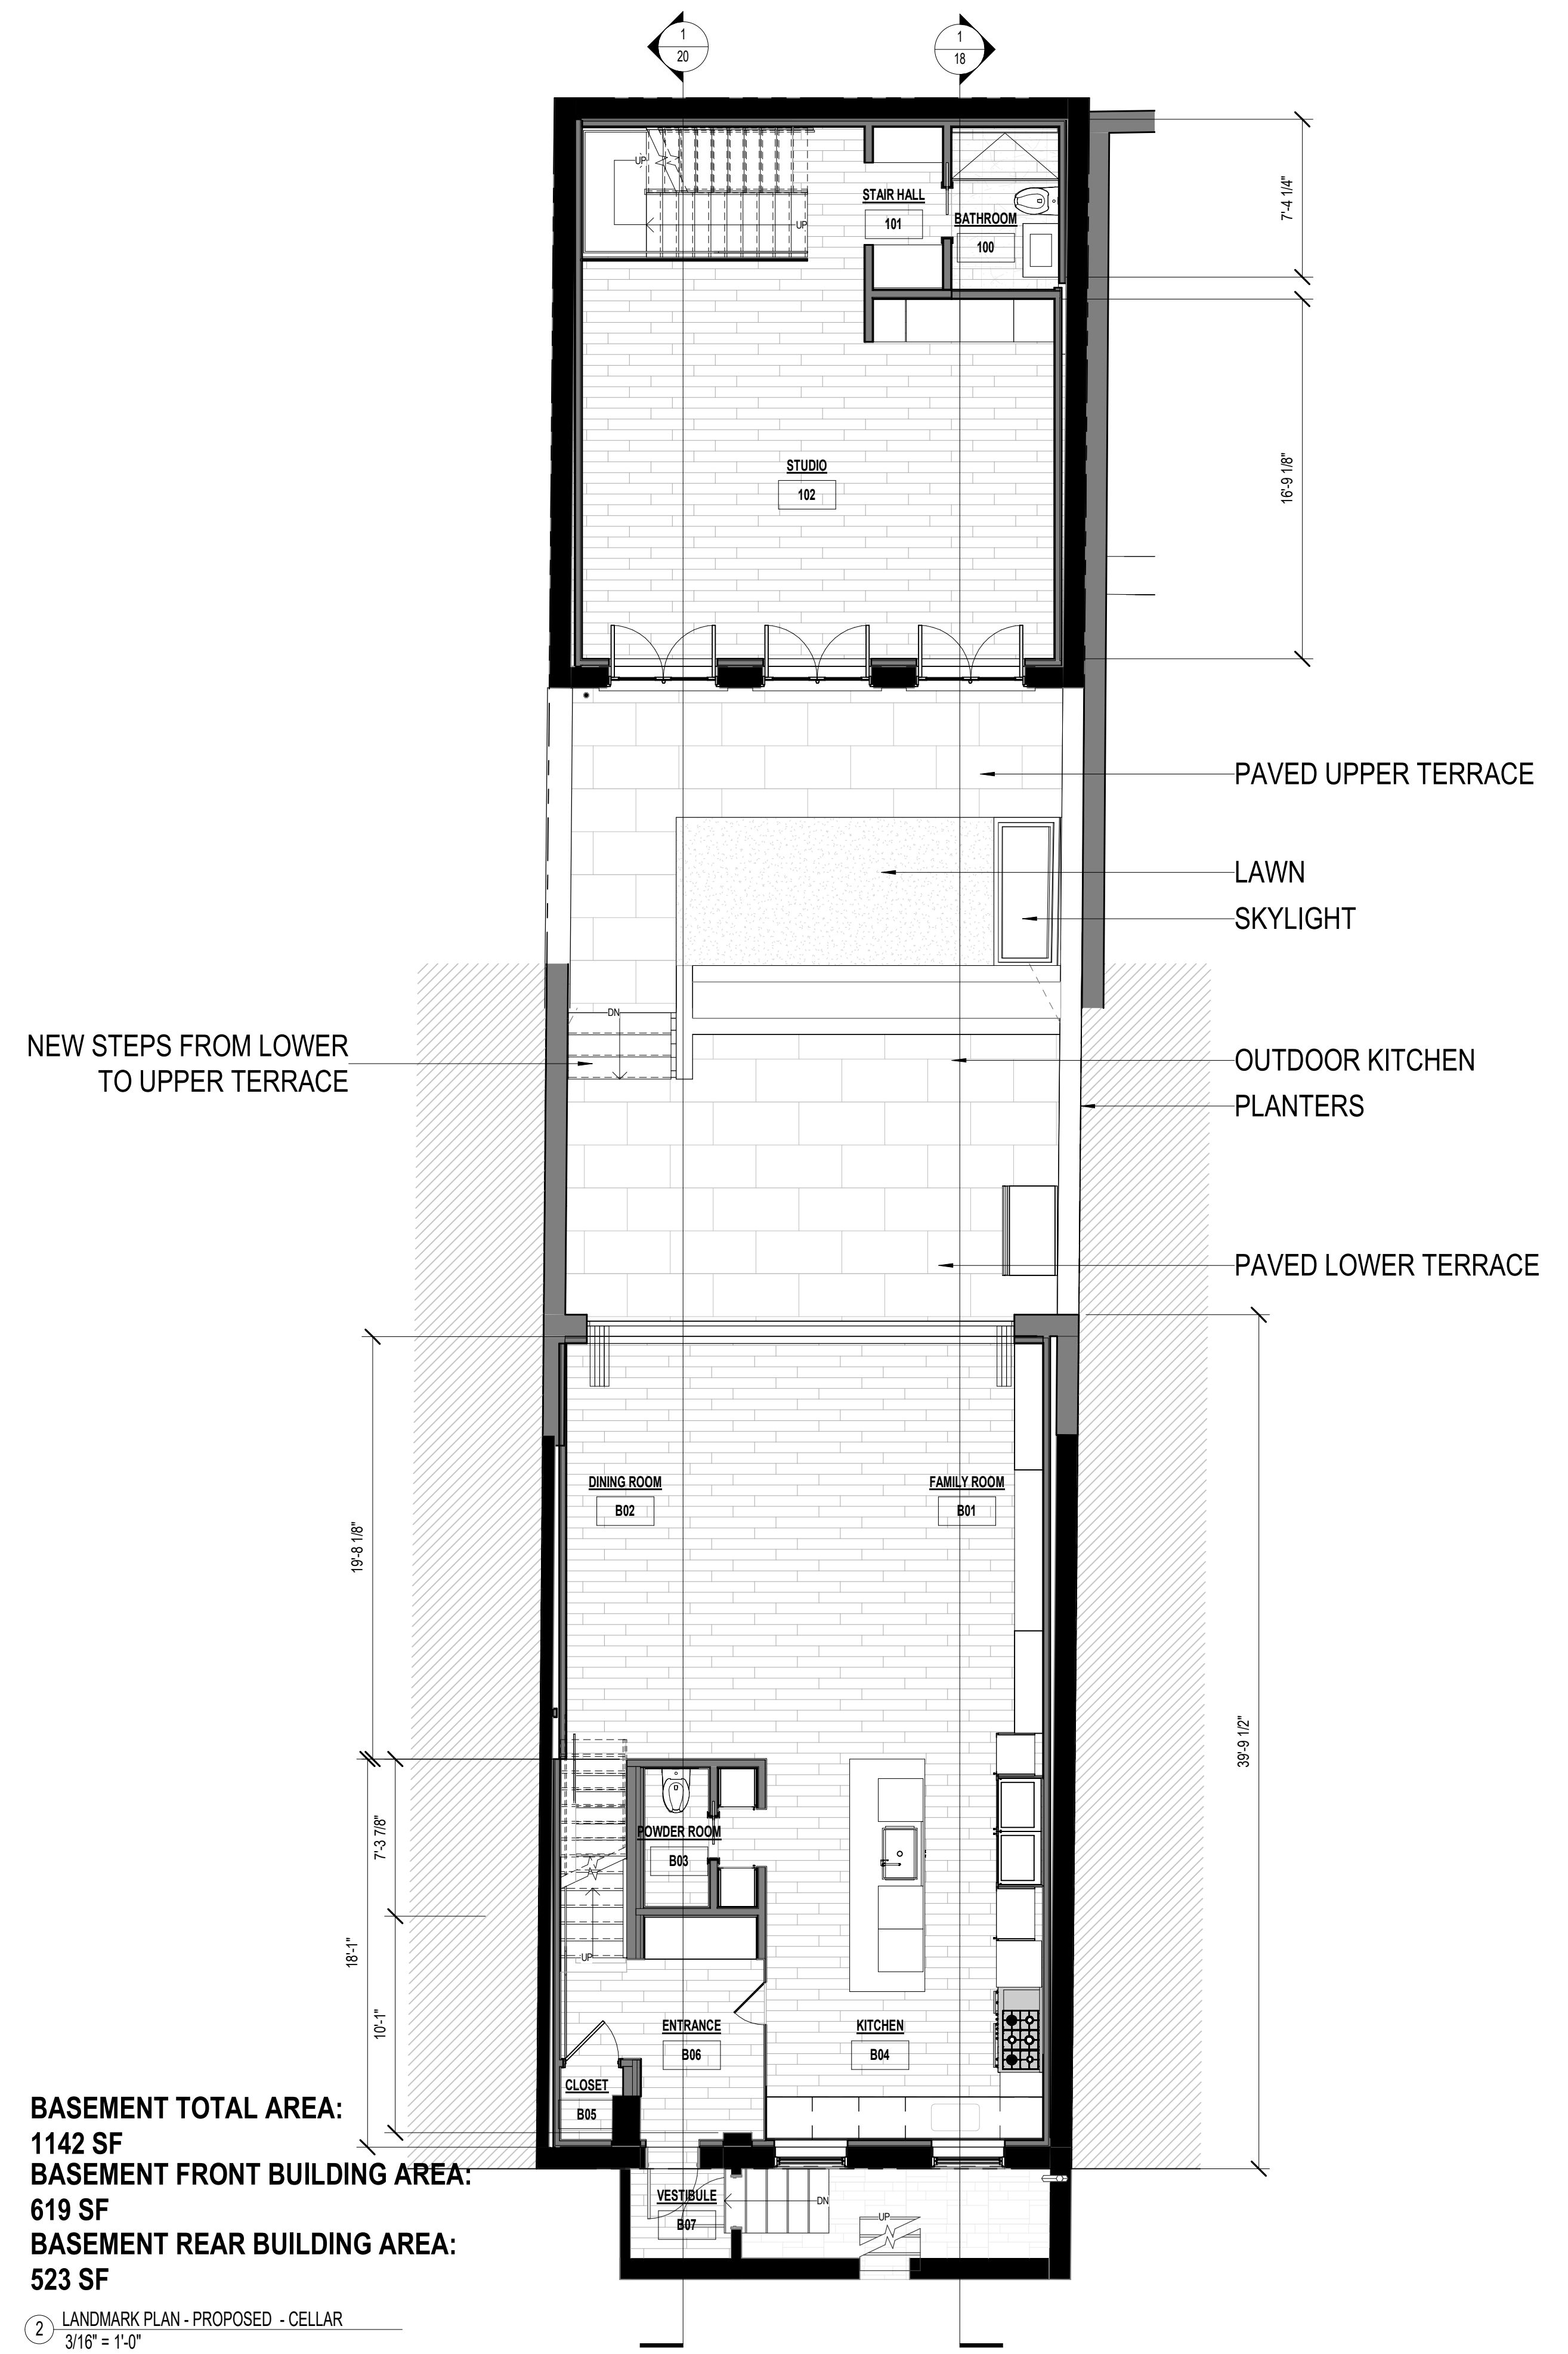 1
20
1
18
UP
UP
STAIR HALL
101
BATHROOM
100
7'-4 1/4"
STUDIO
102
16'-9 1/8"
PAVED UPPER TERRACE
LAWN
SKYLIGHT
DN
NEW STEPS FROM LOWER
TO UPPER TERRACE
OUTDOOR KITCHEN
PLANTERS
PAVED LOWER TERRACE
DINING ROOM
B02
FAMILY ROOM
B01
19'-8 1/8"
39'-9 1/2"
POWDER ROOM
B03
7'-3 7/8"
UP
18'-1"
10'-1"
ENTRANCE
B06
KITCHEN
B04
CLOSET
B05
VESTIBULE
B07
DN
UP
BASEMENT TOTAL AREA:
1142 SF
BASEMENT FRONT BUILDING AREA:
619 SF
BASEMENT REAR BUILDING AREA:
523 SF
2
LANDMARK PLAN - PROPOSED - CELLAR
3/16" = 1'-0"